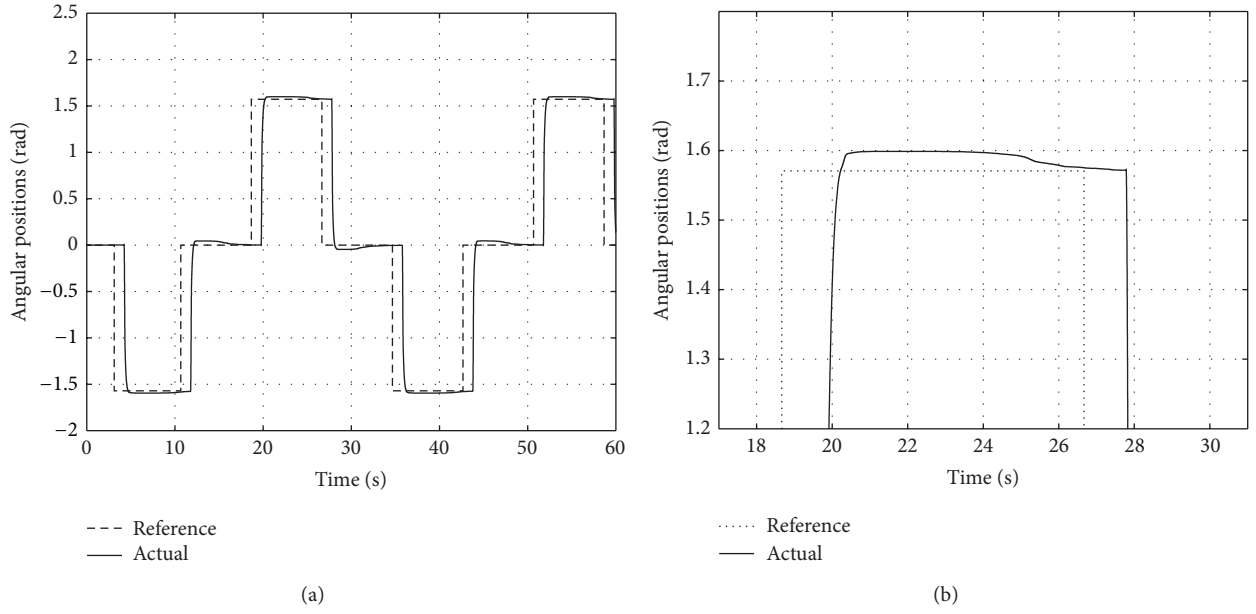 2.5
2
1.5
1
0.5
0
−0.5
−1
−1.5
−2
Angular positions (rad)
0 10 20 30 40 50 60
Time (s)
Reference
Actual
(a)
1.7
1.6
1.5
1.4
1.3
1.2
Angular positions (rad)
18 20 22 24 26 28 30
Time (s)
Reference
Actual
(b)